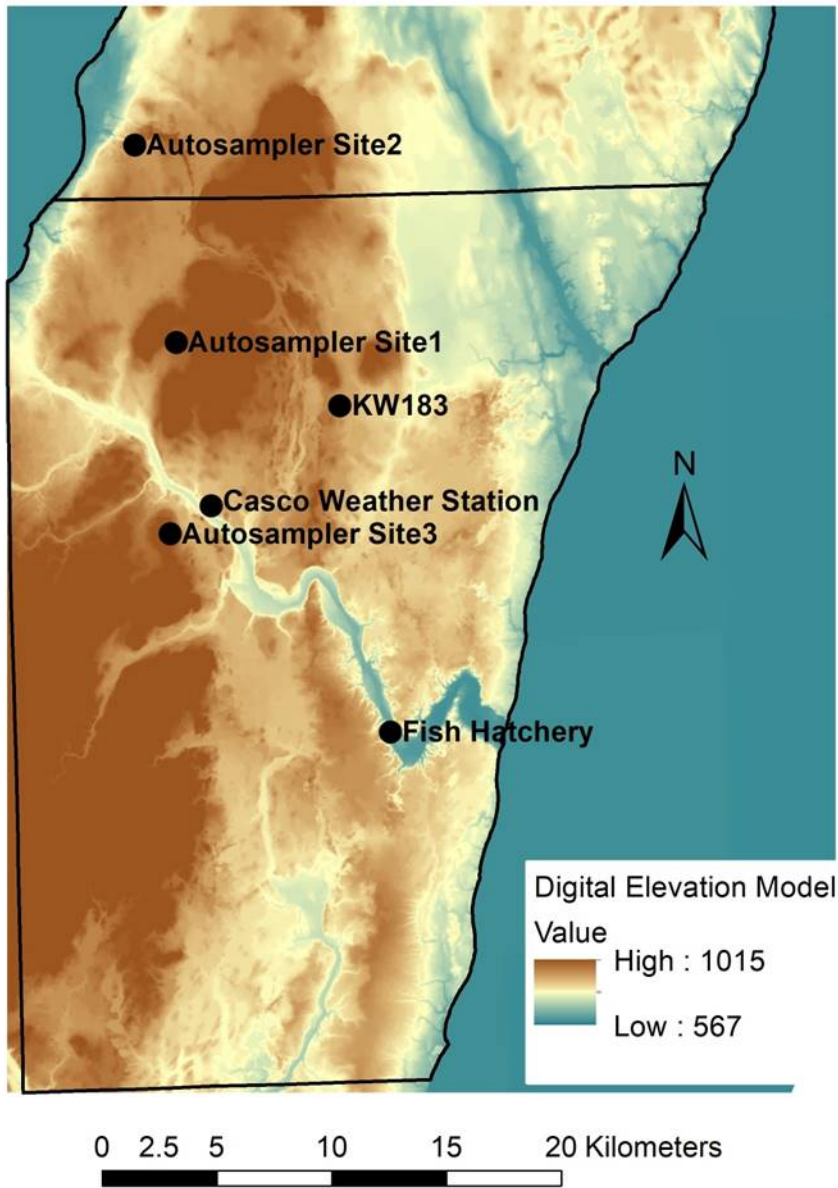 Autosampler Site2
Autosampler Site1
KW183
N
Casco Weather Station
Autosampler Site3
Fish Hatchery
Digital Elevation Model
Value
High : 1015
Low : 567
0 2.5 5 10 15 20 Kilometers